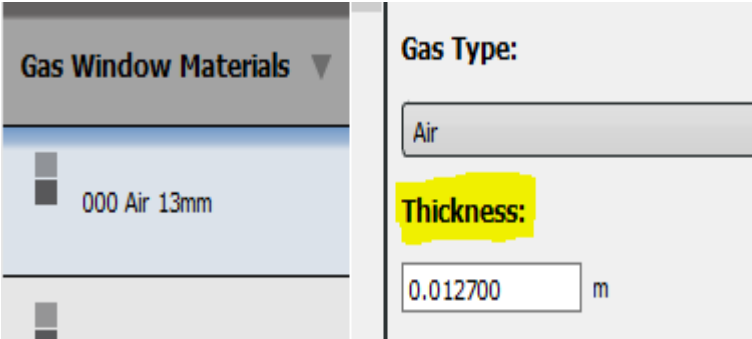 Gas Window Materials
000 Air 13mm
Gas Type:
Air
Thickness:
0.012700 m